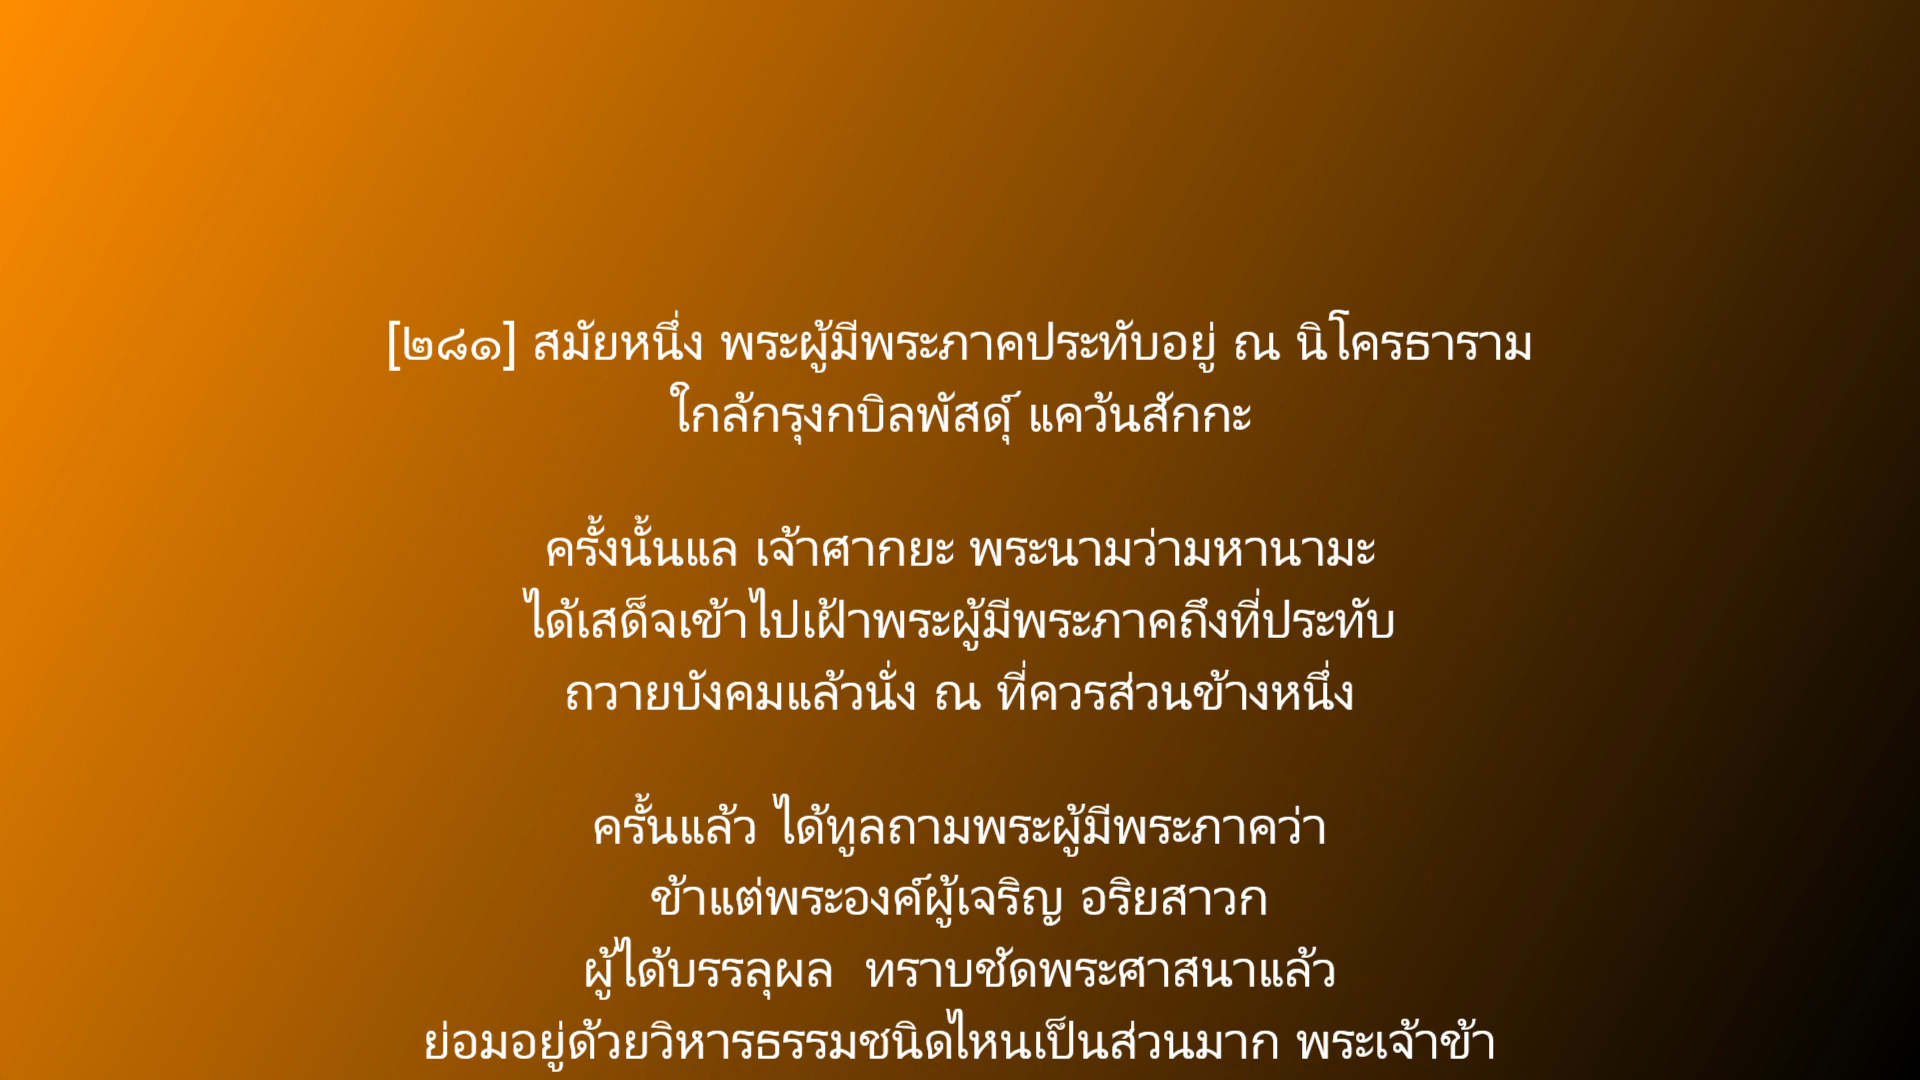 [๒๘๑] สมัยหนึ่ง พระผู้มีพระภาคประทับอยู่ ณ นิโครธาราม
ใกล้กรุงกบิลพัสดุ์ แคว้นสักกะ
ครั้งนั้นแล เจ้าศากยะ พระนามว่ามหานามะ
ได้เสด็จเข้าไปเฝ้าพระผู้มีพระภาคถึงที่ประทับ
ถวายบังคมแล้วนั่ง ณ ที่ควรส่วนข้างหนึ่ง
ครั้นแล้ว ได้ทูลถามพระผู้มีพระภาคว่า
ข้าแต่พระองค์ผู้เจริญ อริยสาวก
ผู้ได้บรรลุผล  ทราบชัดพระศาสนาแล้ว
ย่อมอยู่ด้วยวิหารธรรมชนิดไหนเป็นส่วนมาก พระเจ้าข้า